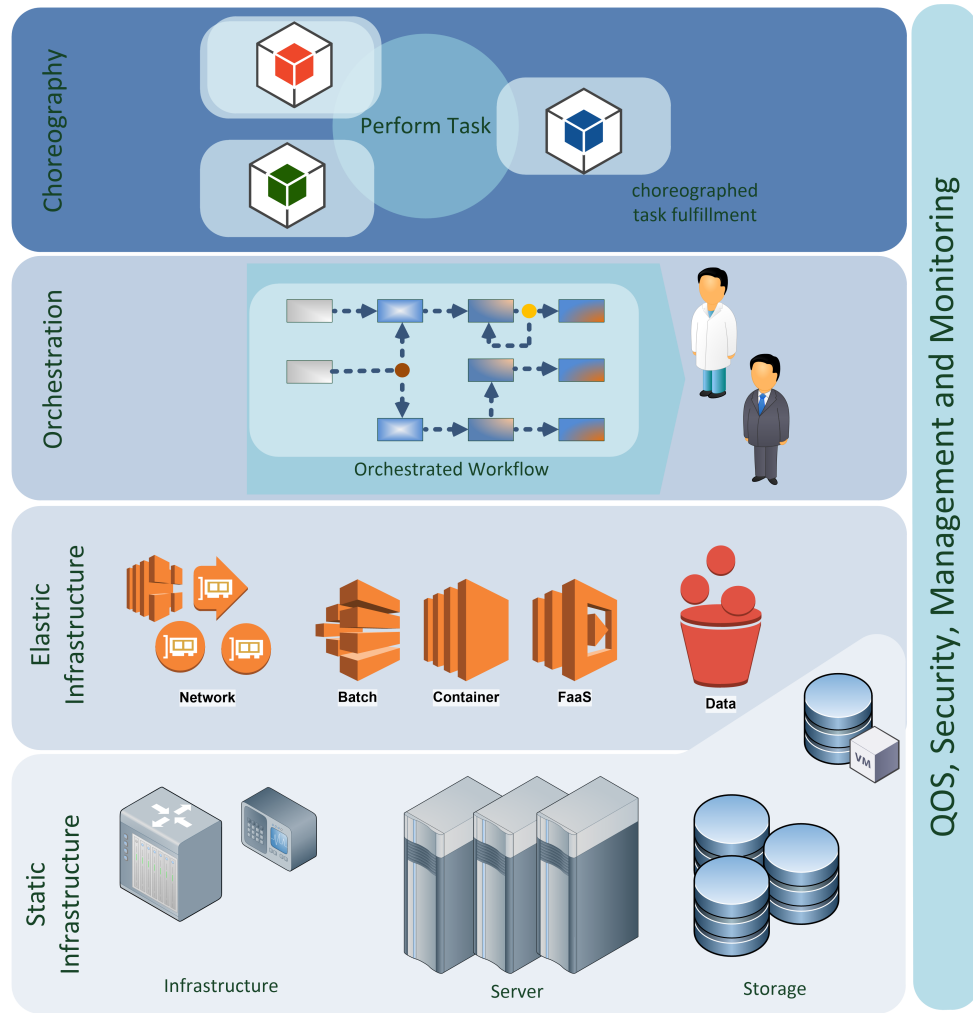 Choreography
Perform Task
choreographed
task fulfillment
Orchestration
Orchestrated Workflow
Elastric
Infrastructure
Network
Batch
Container
FaaS
Data
VM
Static
Infrastructure
Infrastructure
Server
Storage
QOS, Security, Management and Monitoring